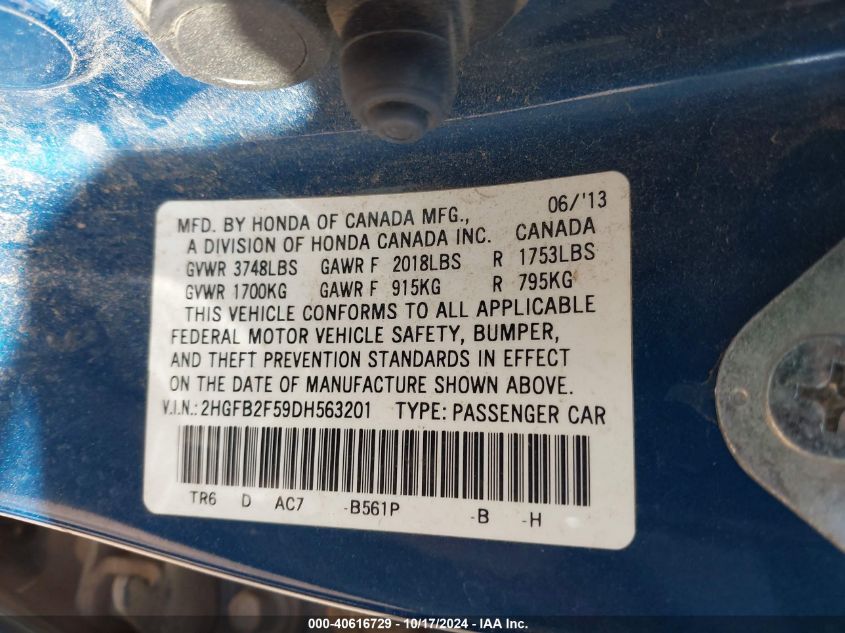 06/'13
MFD. BY HONDA OF CANADA MFG.,
A DIVISION OF HONDA CANADA INC. CANADA
GVWR 3748LBS GAWR F 2018LBS R 1753LBS
GVWR 1700KG GAWR F 915KG R 795KG
THIS VEHICLE CONFORMS TO ALL APPLICABLE
FEDERAL MOTOR VEHICLE SAFETY, BUMPER,
AND THEFT PREVENTION STANDARDS IN EFFECT
ON THE DATE OF MANUFACTURE SHOWN ABOVE.
V.I.N.: 2HGFB2F59DH563201 TYPE: PASSENGER CAR
TR6 D AC7 -B561P -B -H
000-40616729 - 10/17/2024 - IAA Inc.